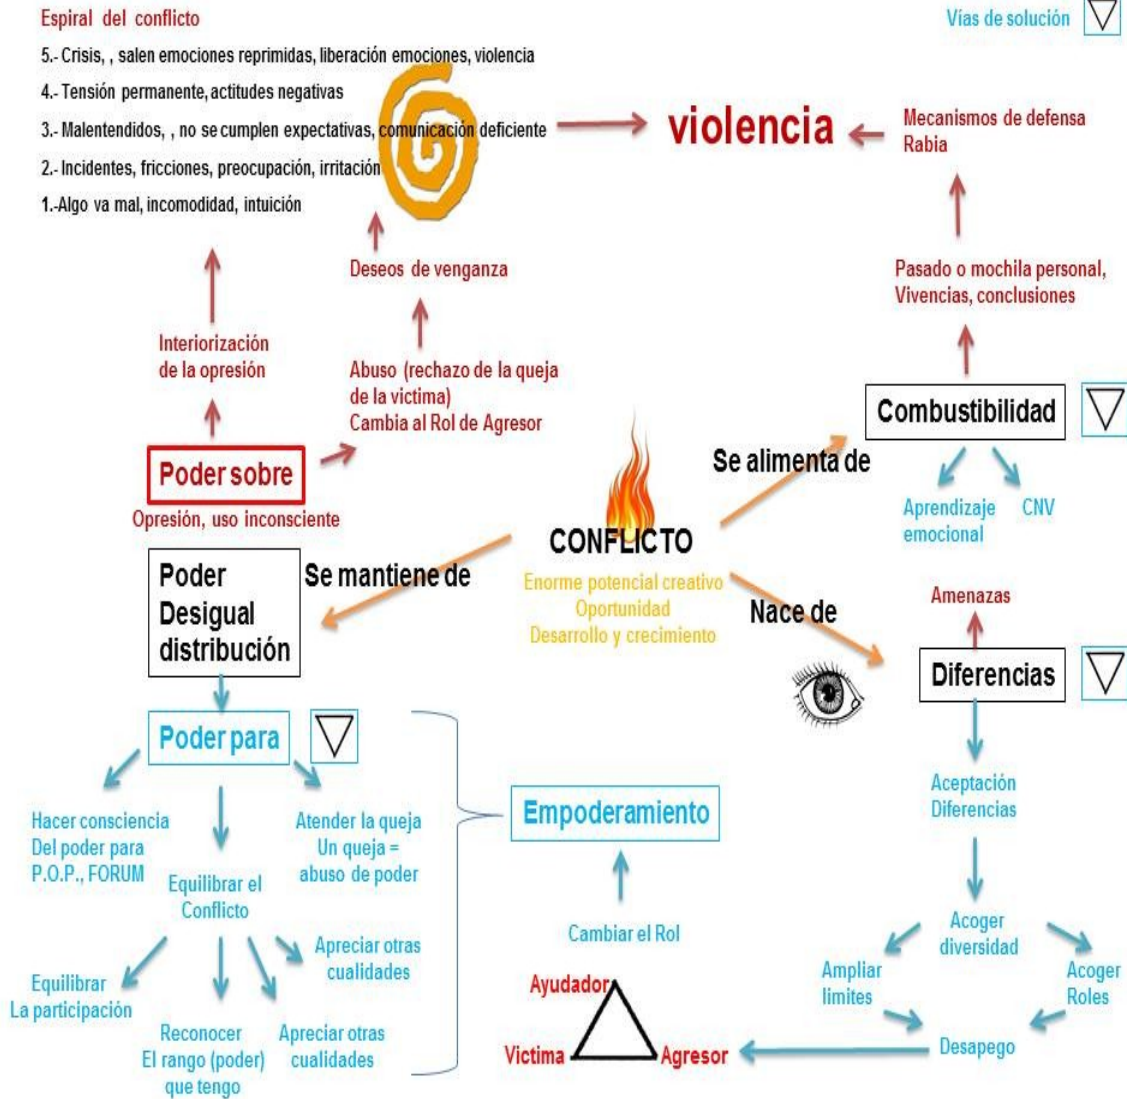 Espiral del conflicto
Vías de solución
5.- Crisis, , salen emociones reprimidas, liberación emociones, violencia
4.- Tensión permanente, actitudes negativas
3.- Malentendidos, , no se cumplen expectativas, comunicación deficiente
2.- Incidentes, fricciones, preocupación, irritación
1.-Algo va mal, incomodidad, intuición
violencia
Mecanismos de defensa
Rabia
Deseos de venganza
Pasado o mochila personal,
Vivencias, conclusiones
Interiorización
de la opresión
Abuso (rechazo de la queja
de la victima)
Cambia al Rol de Agresor
Combustibilidad
Poder sobre
Opresión, uso inconsciente
Se alimenta de
Aprendizaje
emocional
CNV
CONFLICTO
Enorme potencial creativo
Oportunidad
Desarrollo y crecimiento
Se mantiene de
Poder
Desigual
distribución
Nace de
Amenazas
Diferencias
Poder para
Aceptación
Diferencias
Empoderamiento
Hacer consciencia
Del poder para
P.O.P., FORUM
Atender la queja
Un queja =
abuso de poder
Equilibrar el
Conflicto
Cambiar el Rol
Acoger
diversidad
Apreciar otras
cualidades
Ampliar
limites
Acoger
Roles
Equilibrar
La participación
Ayudador
Reconocer
El rango (poder)
que tengo
Apreciar otras
cualidades
Victima
Agresor
Desapego